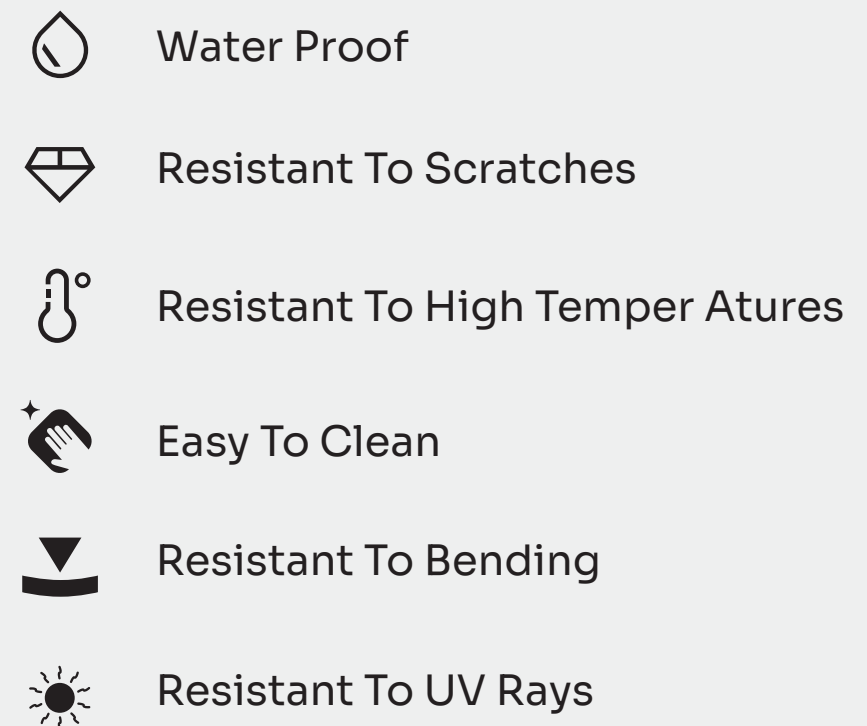 Water Proof
Resistant To Scratches
Resistant To High Temper Atures
Easy To Clean
Resistant To Bending
Resistant To UV Rays